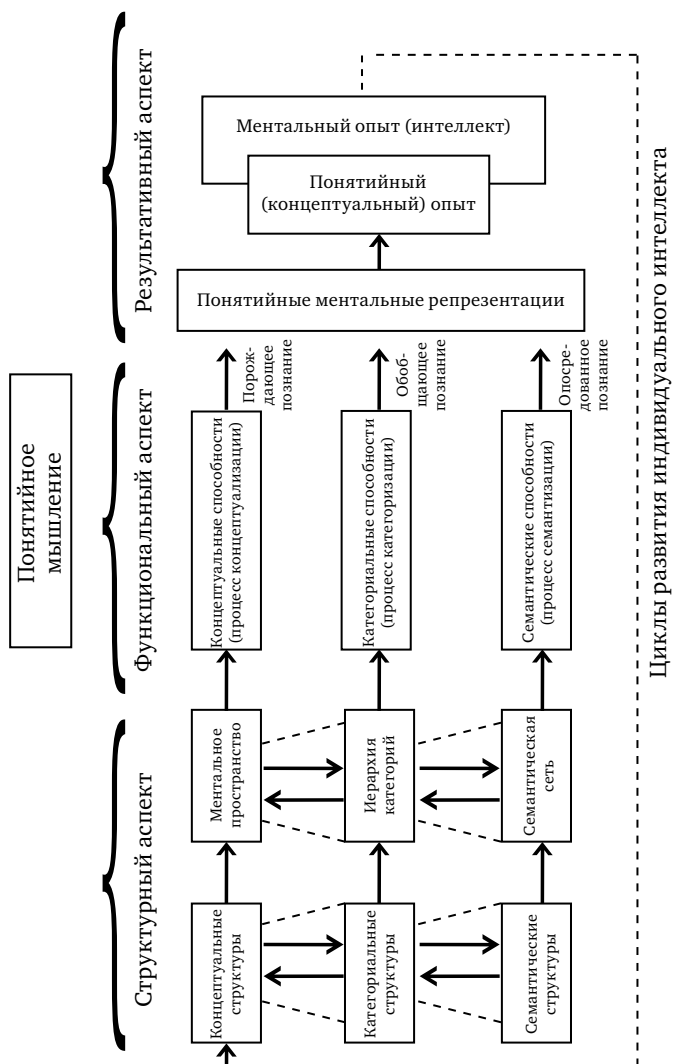 Понятийное
мышление
Структурный аспект
Функциональный аспект
Результативный аспект
Концептуальные
структуры
Ментальное
пространство
Концептуальные способности
(процесс концептуализации)
Порож-
дающее
познание
Категориальные
структуры
Иерархия
категорий
Категориальные способности
(процесс категоризации)
Обоб-
щающее
познание
Семантические
структуры
Семантическая
сеть
Семантические способности
(процесс семантизации)
Опосре-
дованное
познание
Понятийные ментальные репрезентации
Понятийный
(концептуальный) опыт
Ментальный опыт (интеллект)
Циклы развития индивидуального интеллекта